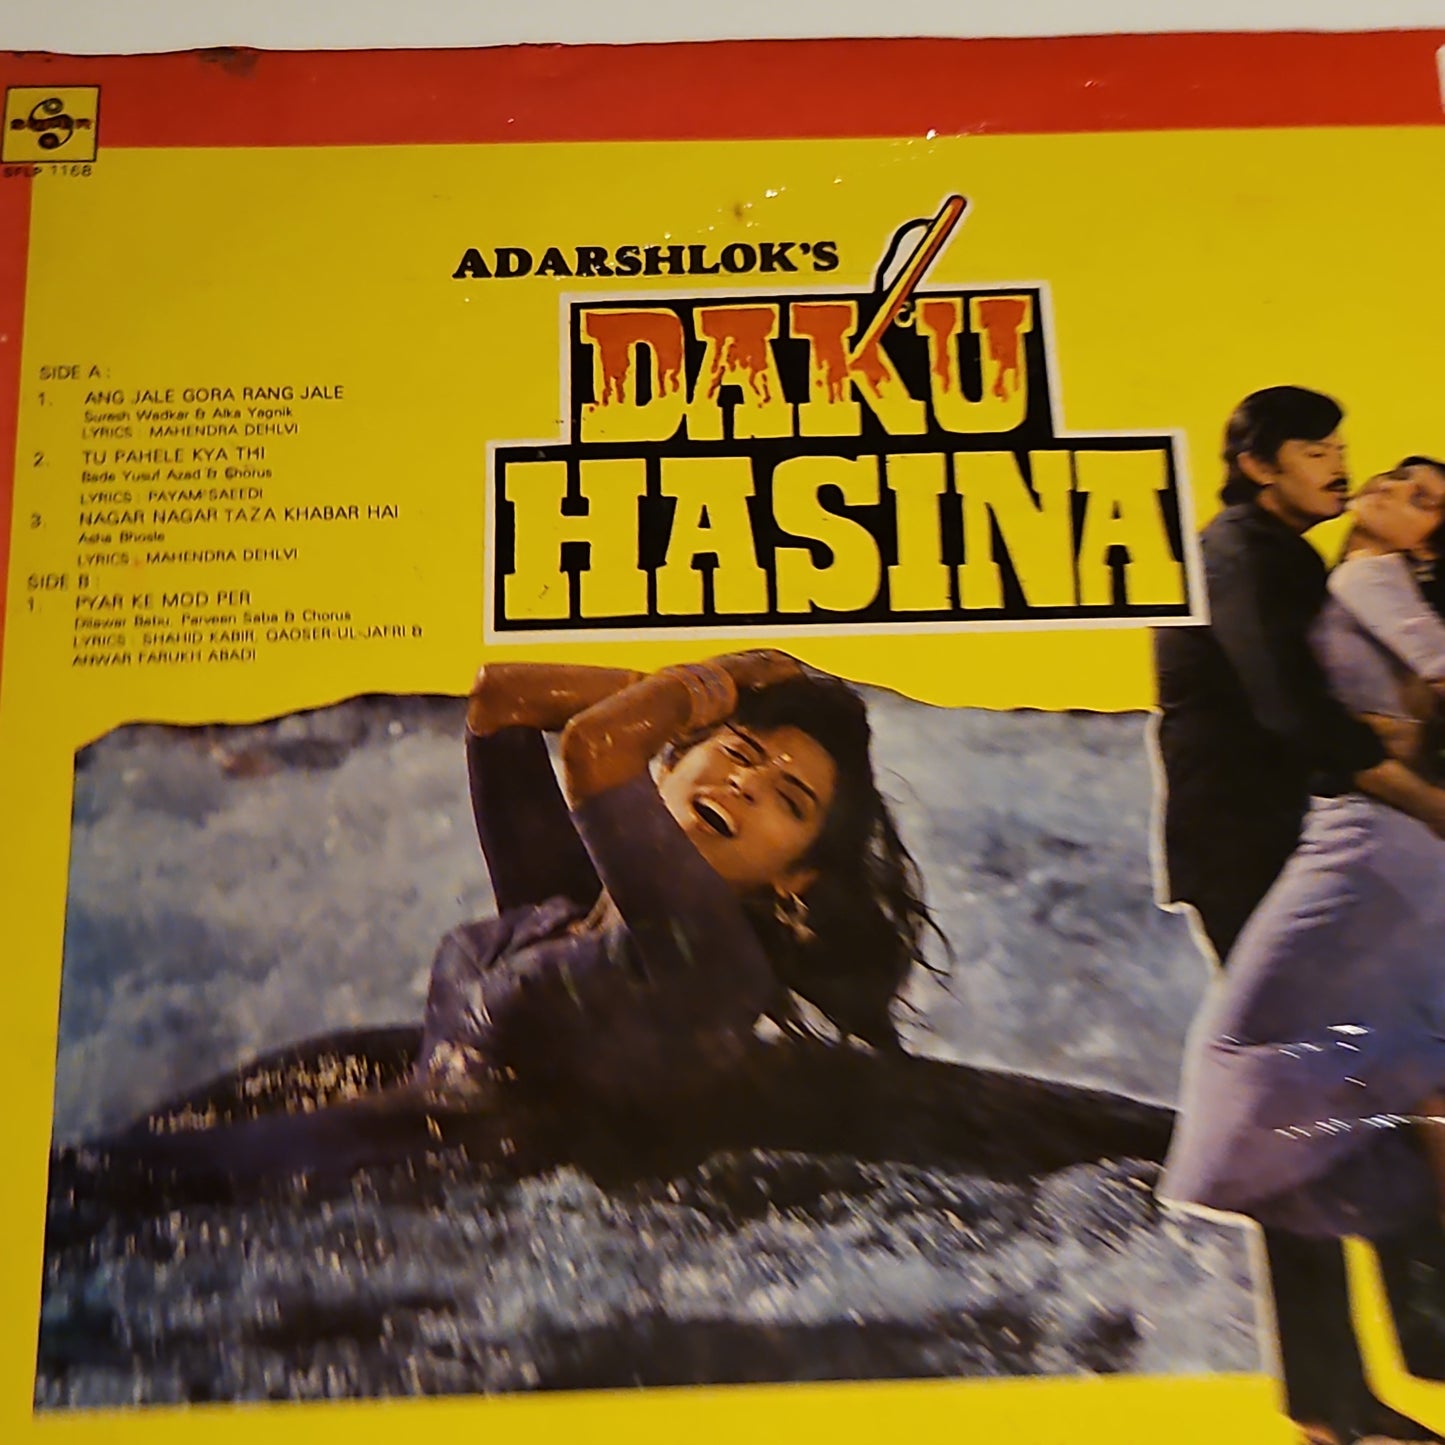 SUPER
SFLP 1168
ADARSHLOK'S
DAKU
HASINA
SIDE A :
1. ANG JALE GORA RANG JALE
Suresh Wadkar & Alka Yagnik
LYRICS : MAHENDRA DEHLVI
2. TU PAHELE KYA THI
Bade Yusuf Azad & Chorus
LYRICS : PAYAM SAEEDI
3. NAGAR NAGAR TAZA KHABAR HAI
Asha Bhosle
LYRICS : MAHENDRA DEHLVI
SIDE B :
1. PYAR KE MOD PER
Dilawar Babu, Parveen Saba & Chorus
LYRICS : SHAHID KABIR, QAOSER-UL-JAFRI &
ANWAR FARUKH ABADI